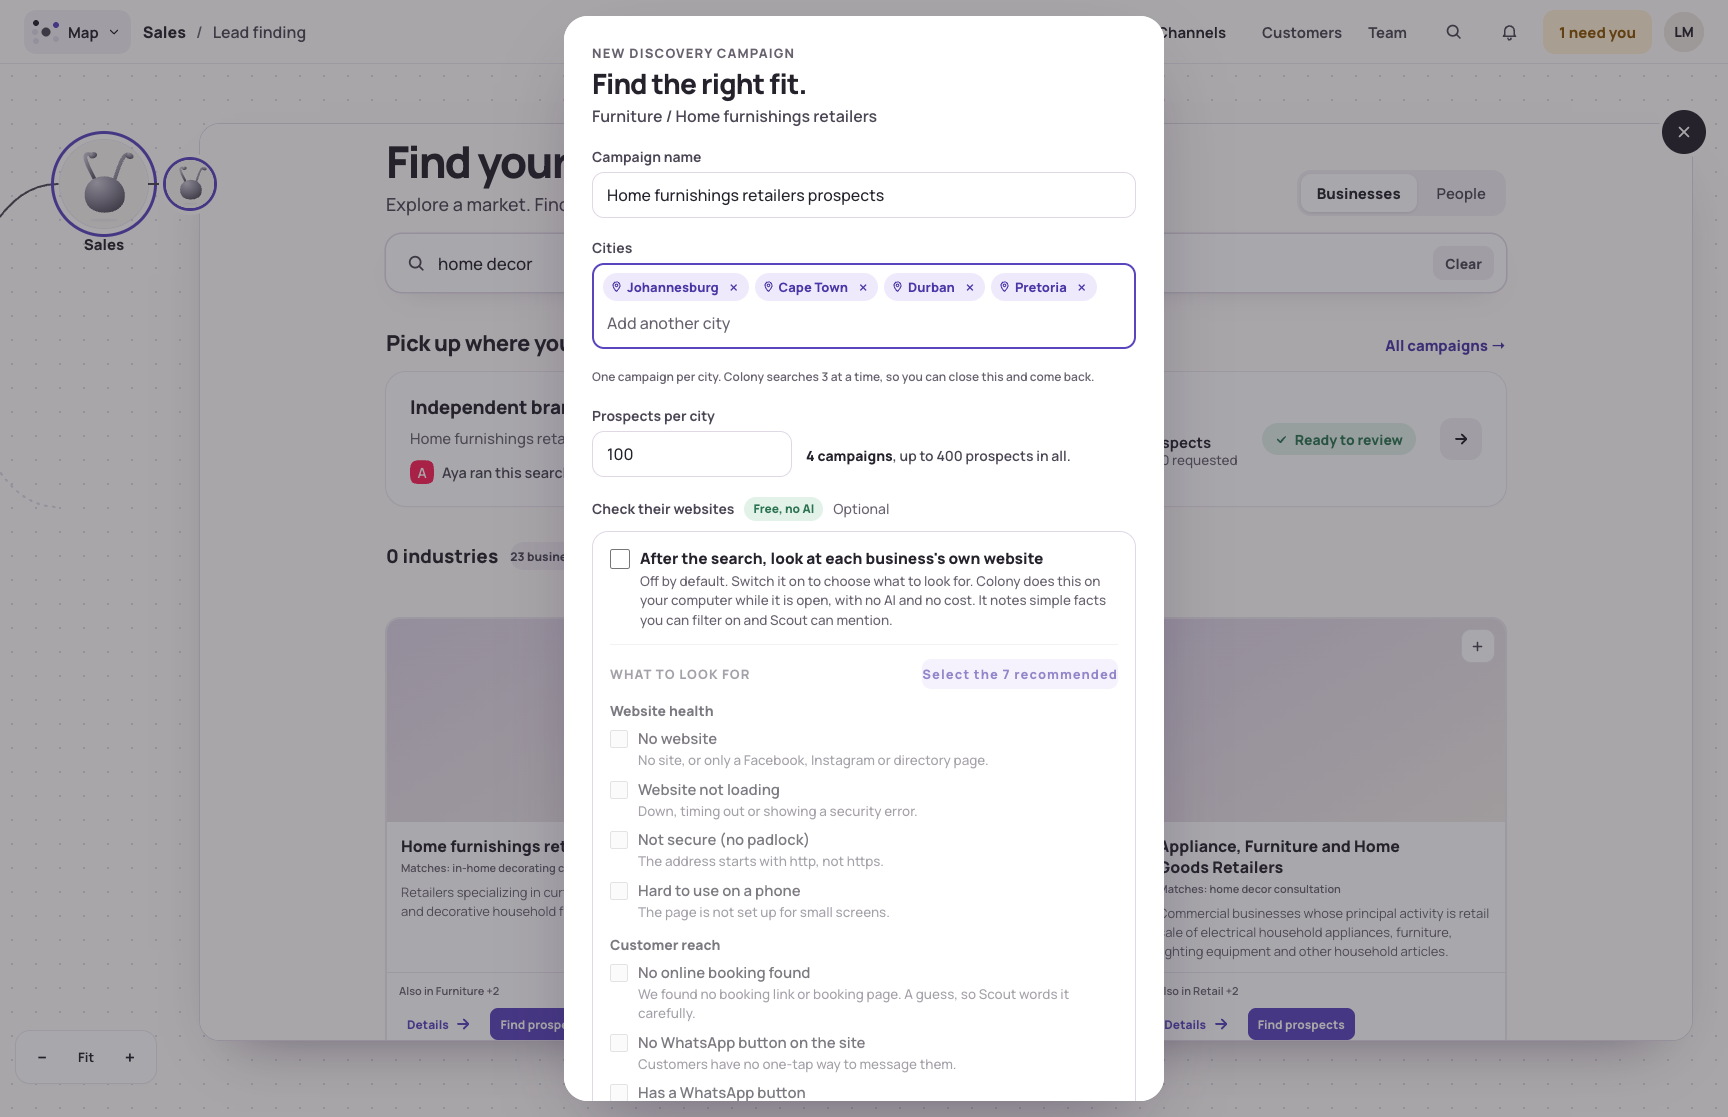 Map
Sales / Lead finding
Channels
Customers
Team
1 need you
LM
Sales
Find your
Explore a market. Find
Businesses
People
home decor
Clear
Pick up where you
All campaigns →
Independent bran
Home furnishings reta
A Aya ran this searc
spects
0 requested
Ready to review
0 industries
23 busine
Home furnishings ret
Matches: in-home decorating c
Retailers specializing in cur
and decorative household f
Also in Furniture +2
Details →
Find prospe
Appliance, Furniture and Home
Goods Retailers
Matches: home decor consultation
Commercial businesses whose principal activity is retail
sale of electrical household appliances, furniture,
lighting equipment and other household articles.
Also in Retail +2
Details →
Find prospects
− Fit +
NEW DISCOVERY CAMPAIGN
Find the right fit.
Furniture / Home furnishings retailers
Campaign name
Home furnishings retailers prospects
Cities
Johannesburg × Cape Town × Durban × Pretoria ×
Add another city
One campaign per city. Colony searches 3 at a time, so you can close this and come back.
Prospects per city
100
4 campaigns, up to 400 prospects in all.
Check their websites Free, no AI Optional
After the search, look at each business's own website
Off by default. Switch it on to choose what to look for. Colony does this on
your computer while it is open, with no AI and no cost. It notes simple facts
you can filter on and Scout can mention.
WHAT TO LOOK FOR
Select the 7 recommended
Website health
No website
No site, or only a Facebook, Instagram or directory page.
Website not loading
Down, timing out or showing a security error.
Not secure (no padlock)
The address starts with http, not https.
Hard to use on a phone
The page is not set up for small screens.
Customer reach
No online booking found
We found no booking link or booking page. A guess, so Scout words it
carefully.
No WhatsApp button on the site
Customers have no one-tap way to message them.
Has a WhatsApp button